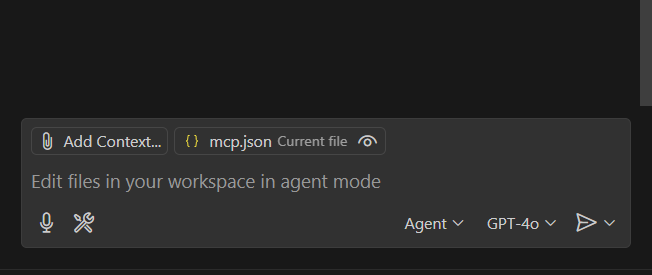 Add Context... {} mcp.json Current file
Edit files in your workspace in agent mode
Agent GPT-4o